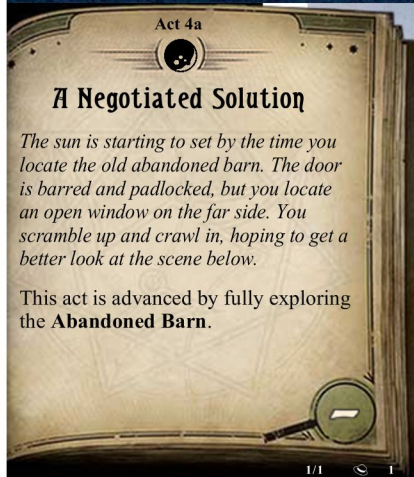 Act 4a
A Negotiated Solution
The sun is starting to set by the time you
locate the old abandoned barn. The door
is barred and padlocked, but you locate
an open window on the far side. You
scramble up and crawl in, hoping to get a
better look at the scene below.
This act is advanced by fully exploring
the Abandoned Barn.
-
1/1 1